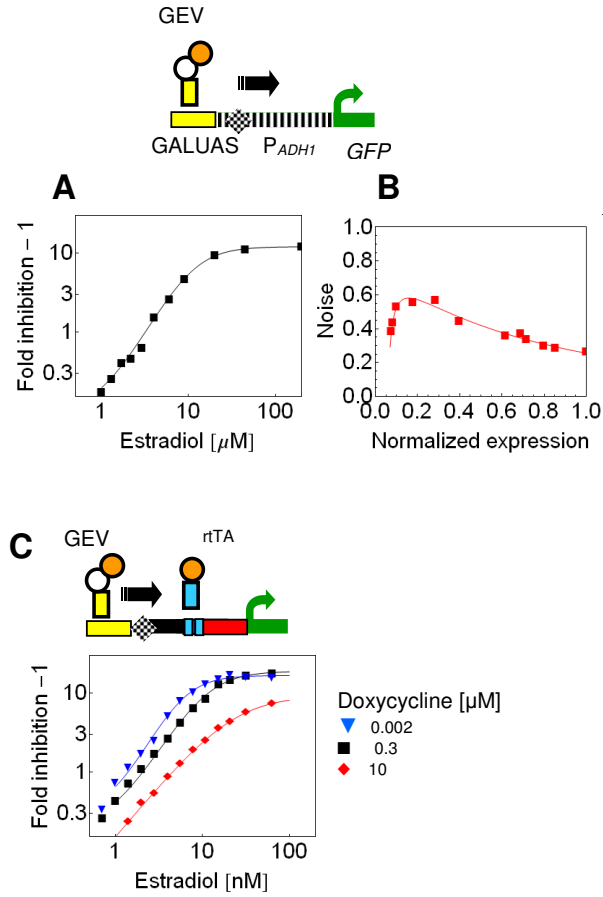 GEV
GALUAS P_ADH1 GFP
A
Fold inhibition – 1
10
3
1
0.3
1 10 100
Estradiol [μM]
B
Noise
1.0
0.8
0.6
0.4
0.2
0.0
0.0 0.2 0.4 0.6 0.8 1.0
Normalized expression
C
GEV rtTA
Fold inhibition –1
10
3
1
0.3
1 10 100
Estradiol [nM]
Doxycycline [µM]
0.002
0.3
10